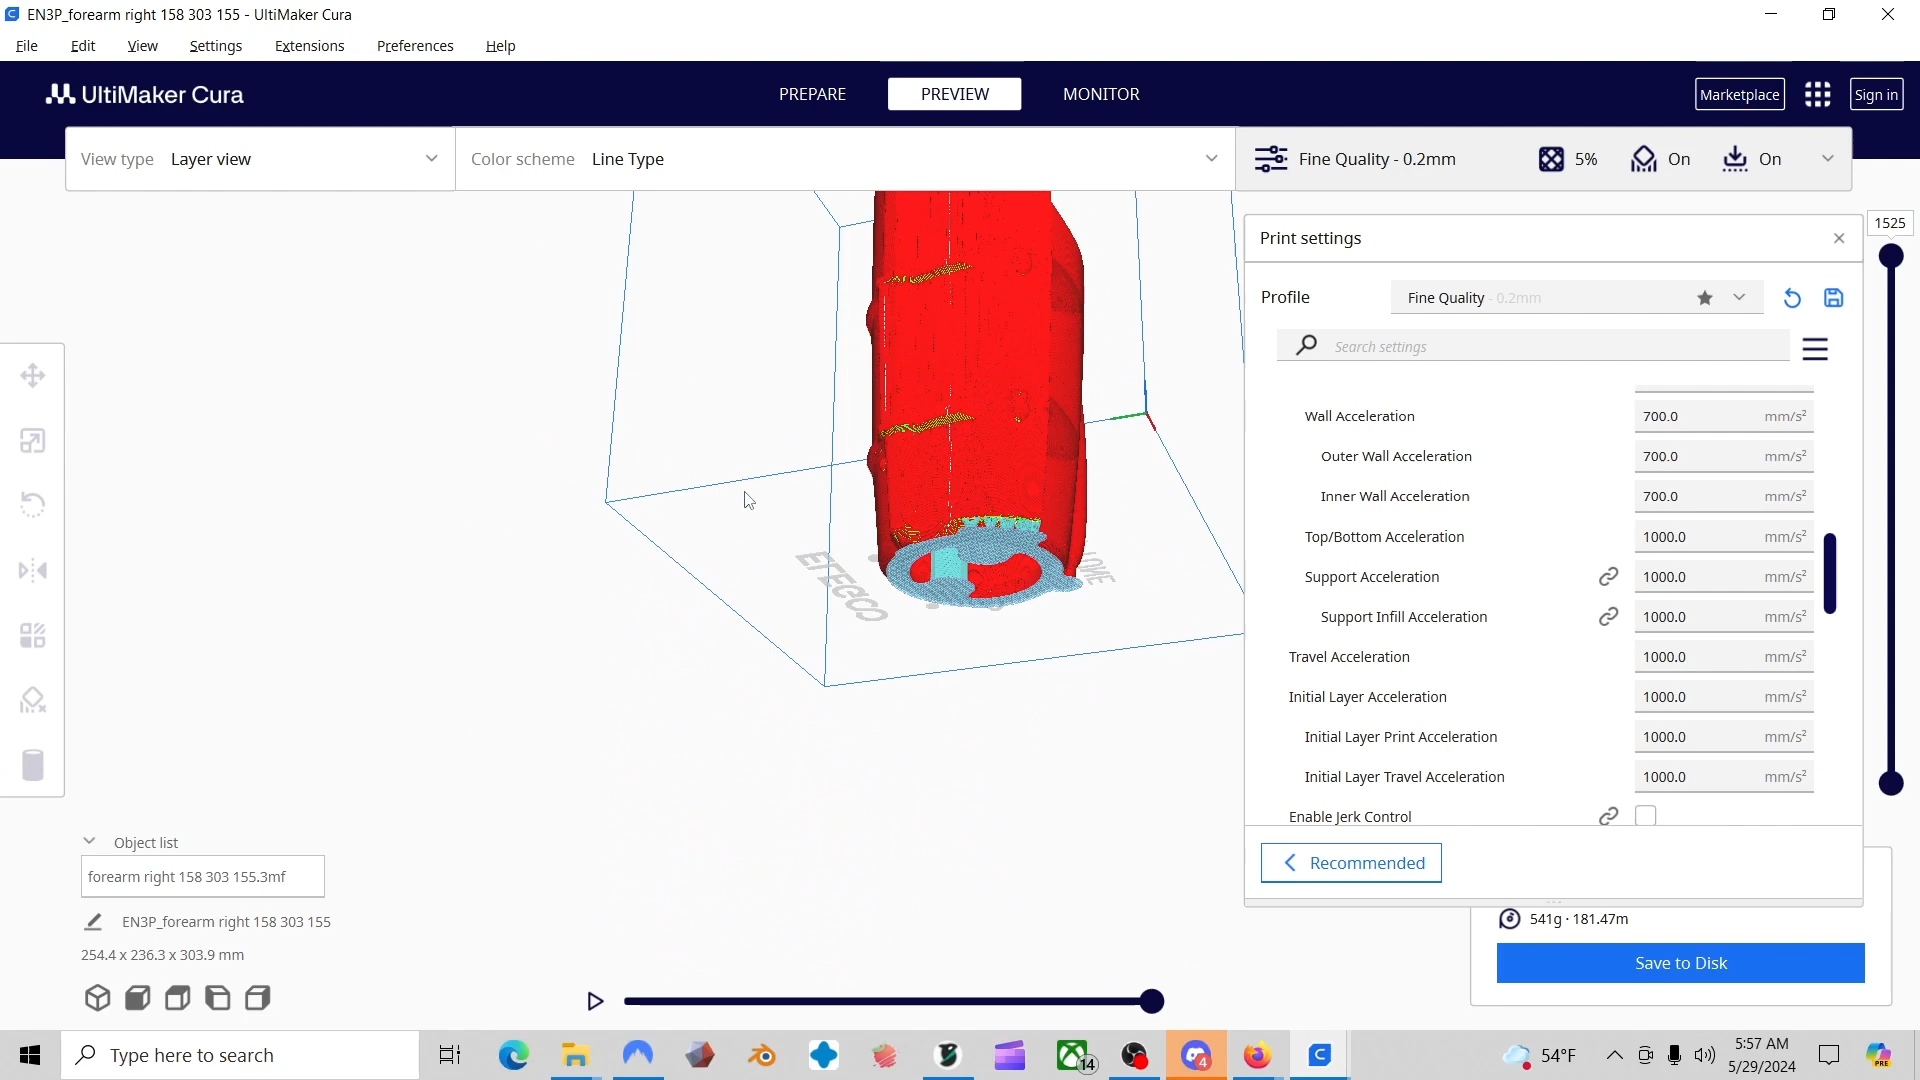 EN3P_forearm right 158 303 155 - UltiMaker Cura
File Edit View Settings Extensions Preferences Help
UltiMaker Cura
PREPARE PREVIEW MONITOR
Marketplace
Sign in
View type Layer view
Color scheme Line Type
Fine Quality - 0.2mm 5% On On
1525
Print settings
Profile Fine Quality - 0.2mm
Search settings
Wall Acceleration 700.0 mm/s²
Outer Wall Acceleration 700.0 mm/s²
Inner Wall Acceleration 700.0 mm/s²
Top/Bottom Acceleration 1000.0 mm/s²
Support Acceleration 1000.0 mm/s²
Support Infill Acceleration 1000.0 mm/s²
Travel Acceleration 1000.0 mm/s²
Initial Layer Acceleration 1000.0 mm/s²
Initial Layer Print Acceleration 1000.0 mm/s²
Initial Layer Travel Acceleration 1000.0 mm/s²
Enable Jerk Control
Recommended
541g · 181.47m
Save to Disk
Object list
forearm right 158 303 155.3mf
EN3P_forearm right 158 303 155
254.4 x 236.3 x 303.9 mm
Type here to search
14
4
54°F
5:57 AM
5/29/2024
PRE